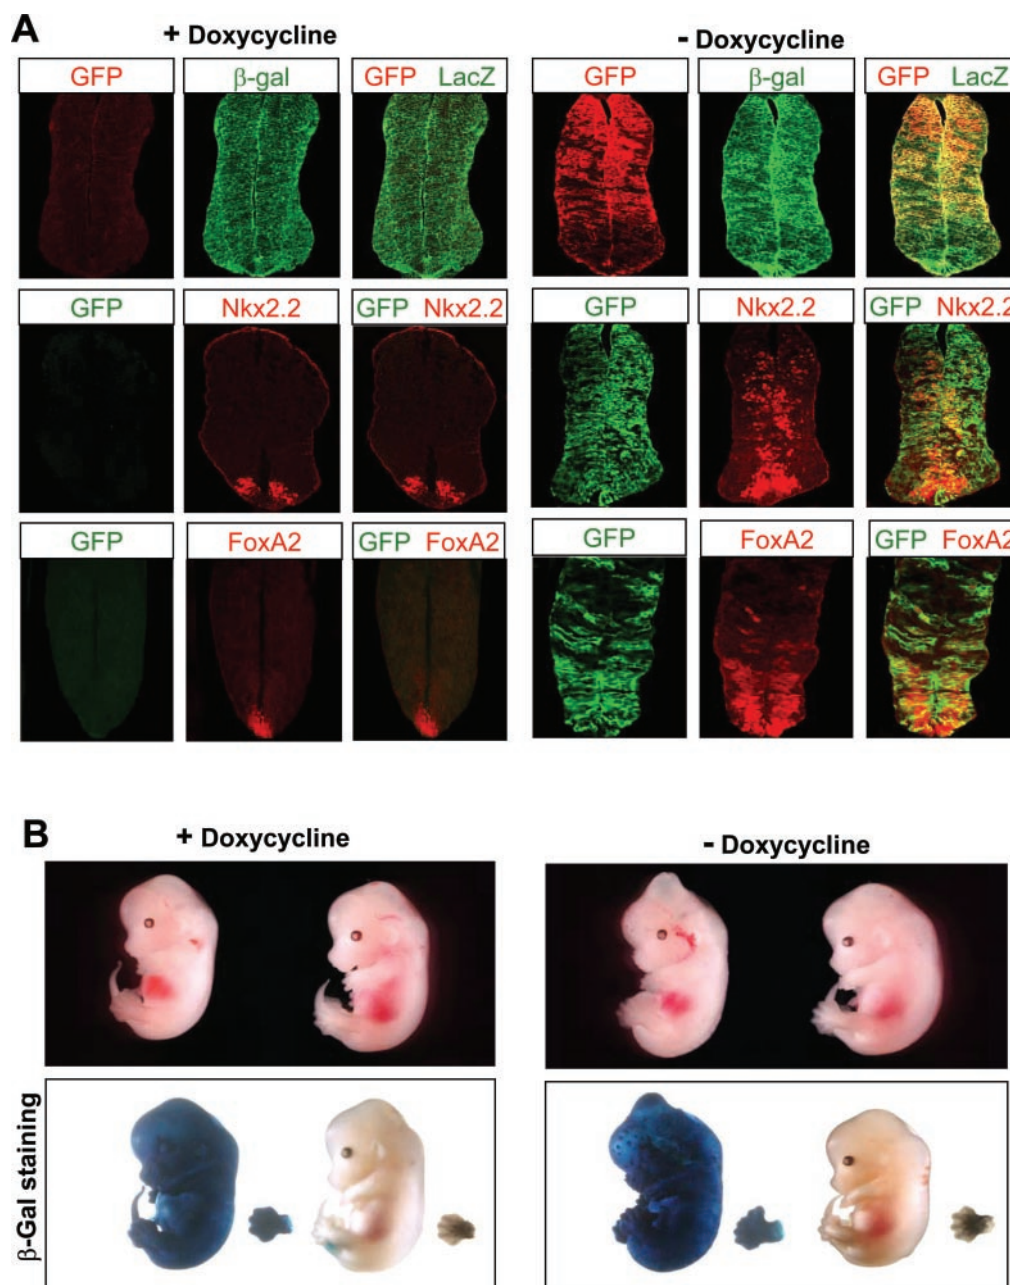 A
+ Doxycycline
- Doxycycline
GFP β-gal GFP LacZ GFP β-gal GFP LacZ
GFP Nkx2.2 GFP Nkx2.2 GFP Nkx2.2 GFP Nkx2.2
GFP FoxA2 GFP FoxA2 GFP FoxA2 GFP FoxA2
B
+ Doxycycline
- Doxycycline
β-Gal staining